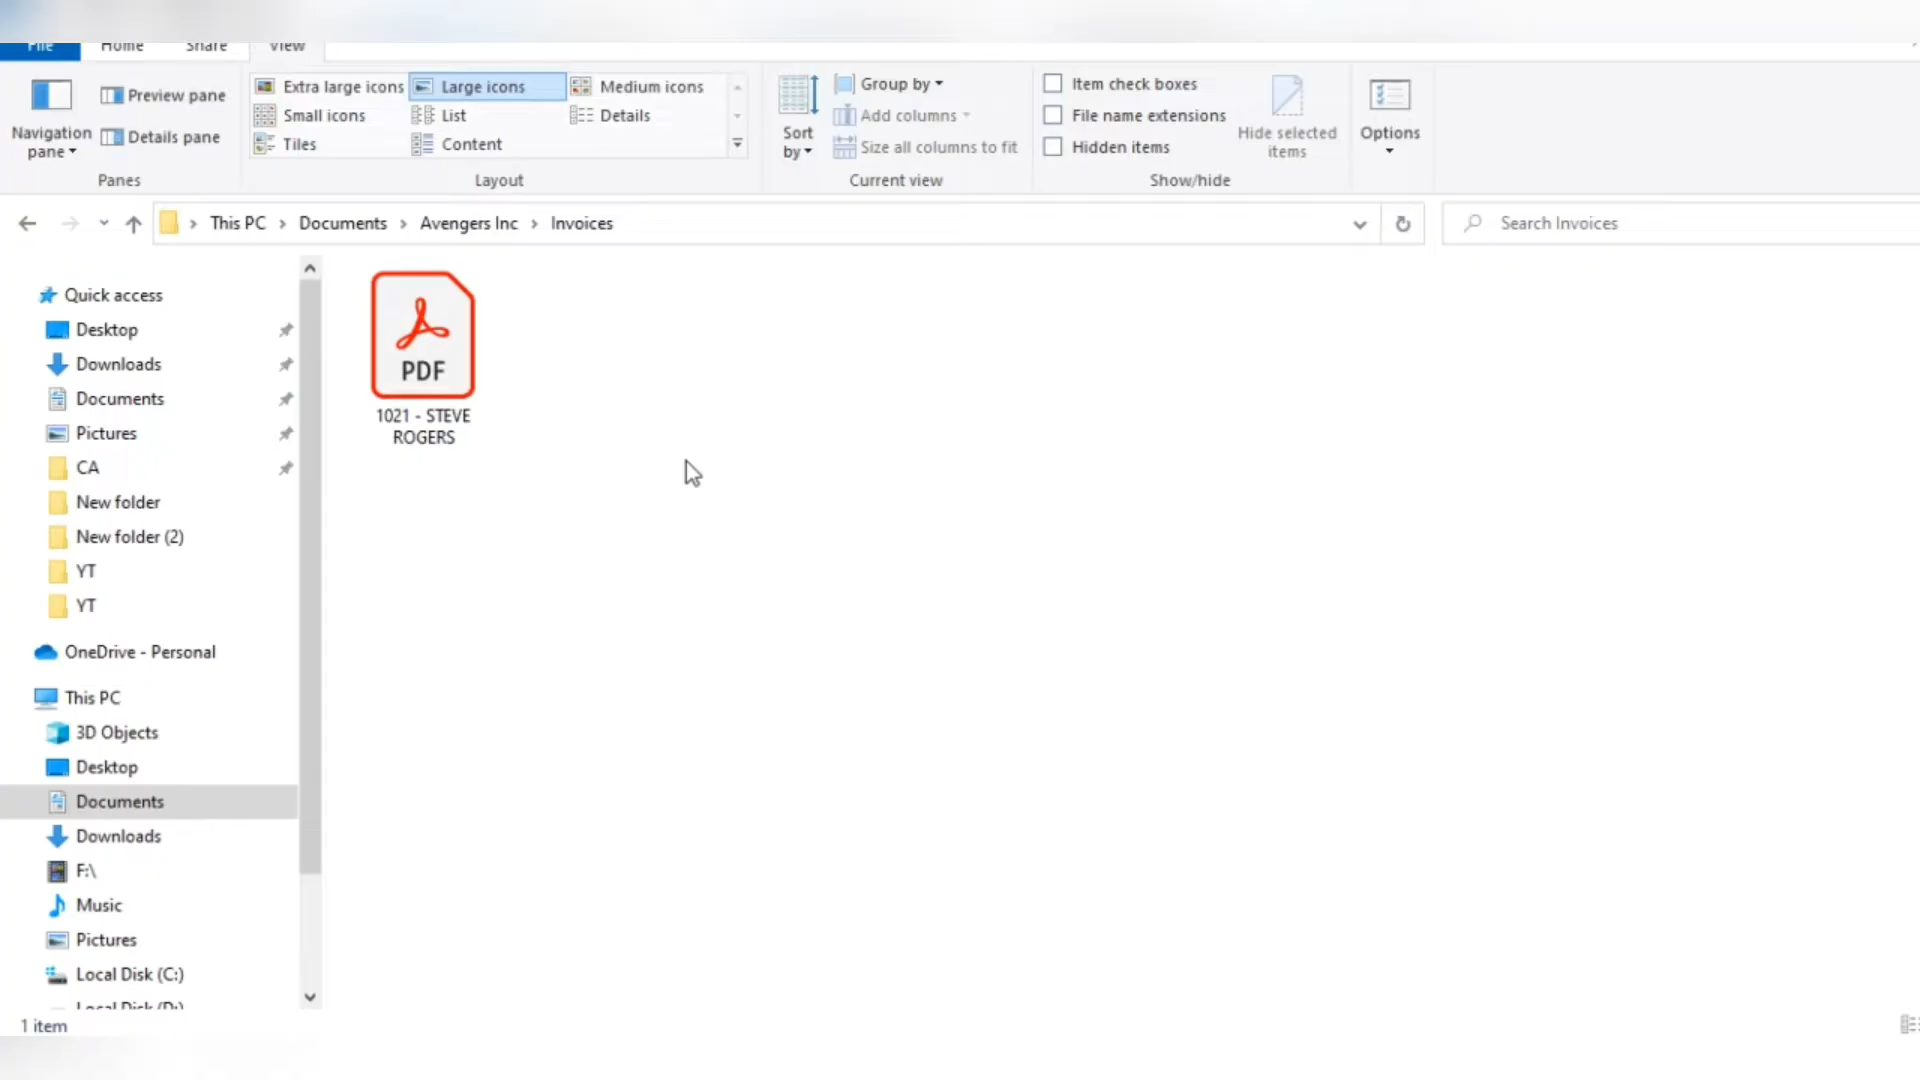 File Home Share View
Extra large icons Large icons Medium icons
Small icons List Details
Tiles Content
Layout
Navigation pane
Preview pane
Details pane
Panes
Sort by
Group by
Add columns
Size all columns to fit
Current view
Item check boxes
File name extensions
Hidden items
Hide selected items
Show/hide
Options
This PC > Documents > Avengers Inc > Invoices
Search Invoices
Quick access
Desktop
Downloads
Documents
Pictures
CA
New folder
New folder (2)
YT
YT
OneDrive - Personal
This PC
3D Objects
Desktop
Documents
Downloads
F:\
Music
Pictures
Local Disk (C:)
Local Disk (D:)
PDF
1021 - STEVE
ROGERS
1 item